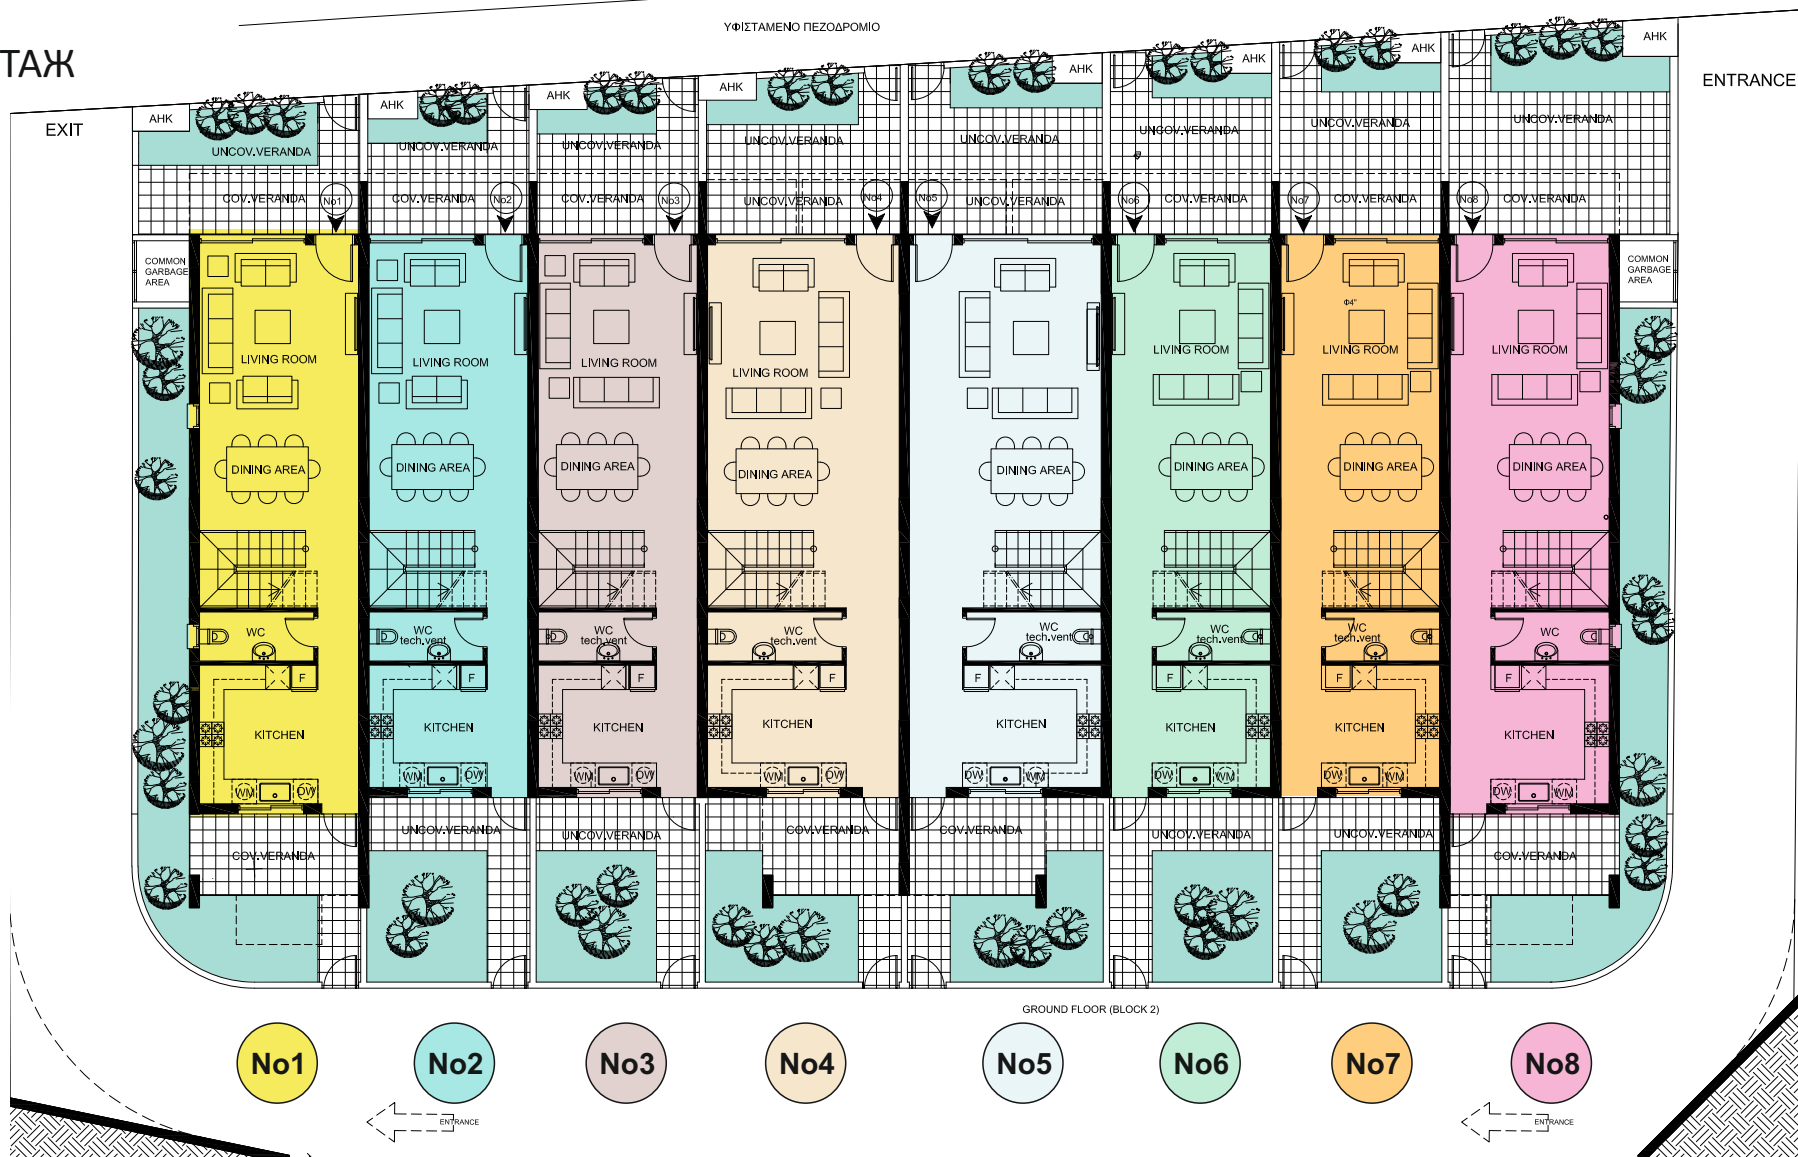 ТАЖ
ΥΦΙΣΤΑΜΕΝΟ ΠΕΖΟΔΡΟΜΙΟ
EXIT
ENTRANCE
AHK
AHK
AHK
AHK
AHK
AHK
AHK
AHK
UNCOV.VERANDA
UNCOV.VERANDA
UNCOV.VERANDA
UNCOV.VERANDA
UNCOV.VERANDA
UNCOV.VERANDA
UNCOV.VERANDA
UNCOV.VERANDA
COV.VERANDA
No1
COV.VERANDA
No2
COV.VERANDA
No3
UNCOV.VERANDA
No4
No5
UNCOV.VERANDA
No6
COV.VERANDA
No7
COV.VERANDA
No8
COV.VERANDA
COMMON
GARBAGE
AREA
COMMON
GARBAGE
AREA
Φ4"
LIVING ROOM
LIVING ROOM
LIVING ROOM
LIVING ROOM
LIVING ROOM
LIVING ROOM
LIVING ROOM
LIVING ROOM
DINING AREA
DINING AREA
DINING AREA
DINING AREA
DINING AREA
DINING AREA
DINING AREA
DINING AREA
WC
WC
tech.vent
WC
tech.vent
WC
tech.vent
WC
tech.vent
WC
tech.vent
WC
tech.vent
WC
F
F
F
F
F
F
F
F
KITCHEN
KITCHEN
KITCHEN
KITCHEN
KITCHEN
KITCHEN
KITCHEN
KITCHEN
WM
DW
WM
DW
WM
DW
WM
DW
DW
WM
DW
WM
DW
WM
DW
WM
COV.VERANDA
UNCOV.VERANDA
UNCOV.VERANDA
COV.VERANDA
COV.VERANDA
UNCOV.VERANDA
UNCOV.VERANDA
COV.VERANDA
GROUND FLOOR (BLOCK 2)
No1
No2
No3
No4
No5
No6
No7
No8
ENTRANCE
ENTRANCE